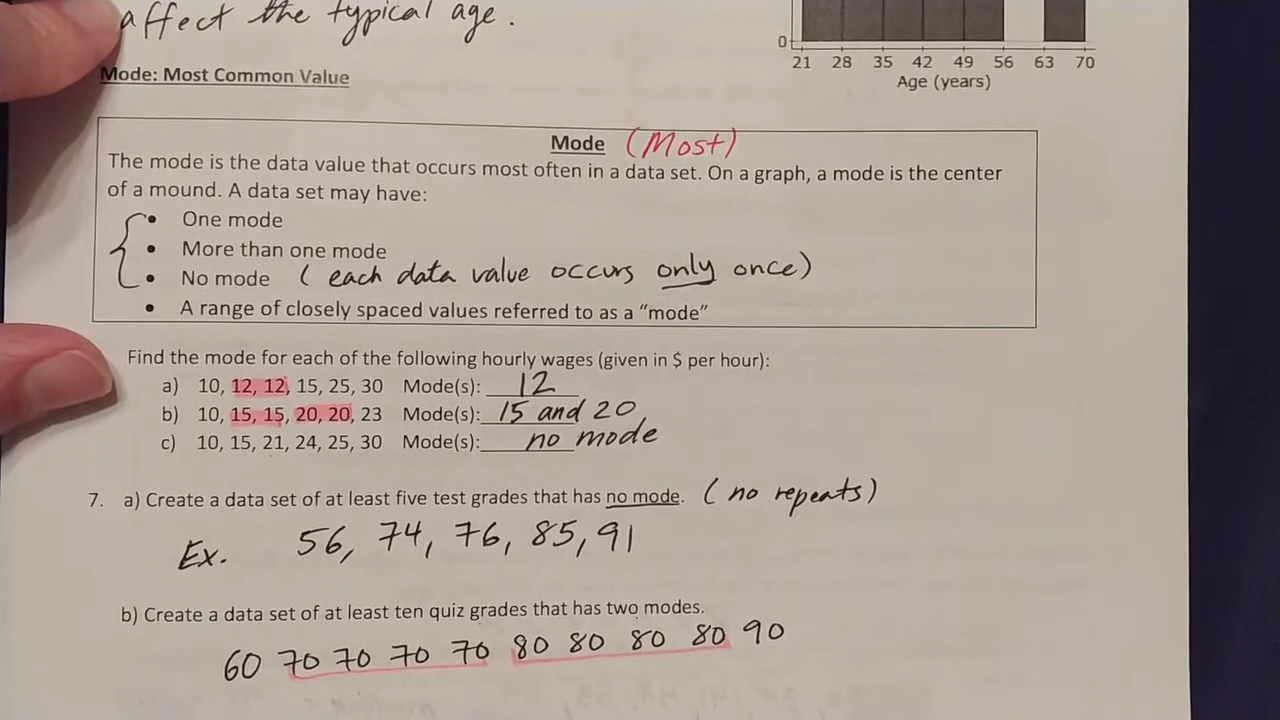 affect the typical age.
0
21 28 35 42 49 56 63 70
Age (years)
Mode: Most Common Value
Mode (Most)
The mode is the data value that occurs most often in a data set. On a graph, a mode is the center
of a mound. A data set may have:
• One mode
• More than one mode
• No mode (each data value occurs only once)
• A range of closely spaced values referred to as a “mode”
Find the mode for each of the following hourly wages (given in $ per hour):
a) 10, 12, 12, 15, 25, 30 Mode(s): 12
b) 10, 15, 15, 20, 20, 23 Mode(s): 15 and 20
c) 10, 15, 21, 24, 25, 30 Mode(s): no mode
7. a) Create a data set of at least five test grades that has no mode. (no repeats)
Ex. 56, 74, 76, 85, 91
b) Create a data set of at least ten quiz grades that has two modes.
60 70 70 70 70 80 80 80 80 90